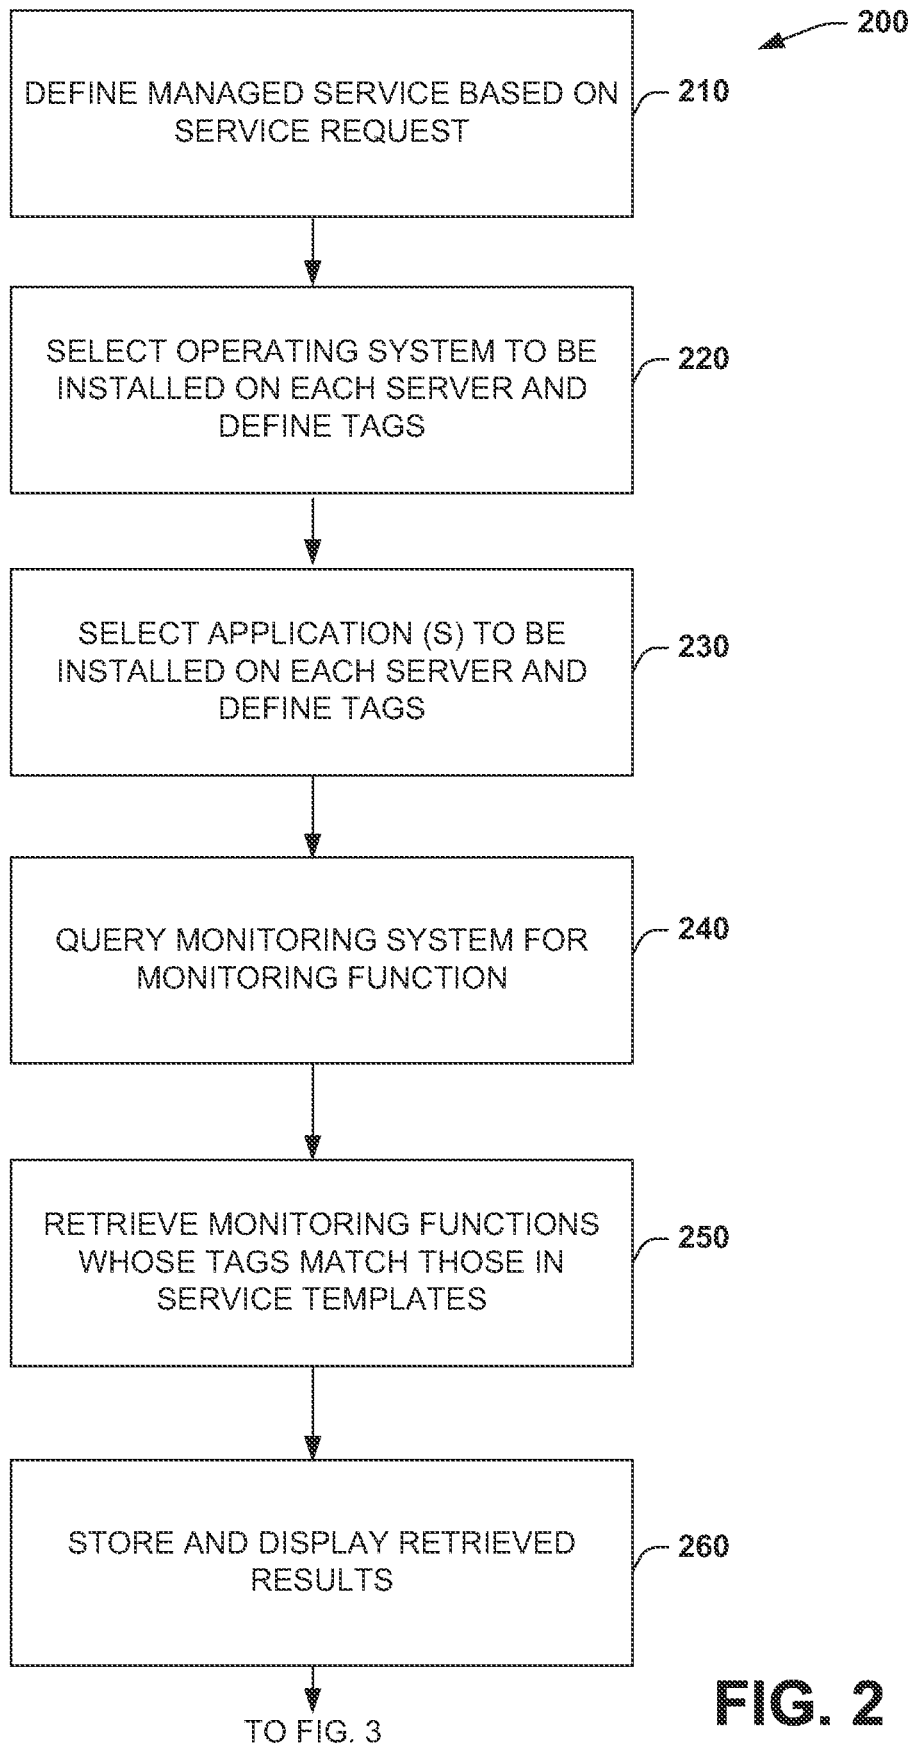 200
DEFINE MANAGED SERVICE BASED ON
SERVICE REQUEST
210
SELECT OPERATING SYSTEM TO BE
INSTALLED ON EACH SERVER AND
DEFINE TAGS
220
SELECT APPLICATION (S) TO BE
INSTALLED ON EACH SERVER AND
DEFINE TAGS
230
QUERY MONITORING SYSTEM FOR
MONITORING FUNCTION
240
RETRIEVE MONITORING FUNCTIONS
WHOSE TAGS MATCH THOSE IN
SERVICE TEMPLATES
250
STORE AND DISPLAY RETRIEVED
RESULTS
260
TO FIG. 3
FIG. 2